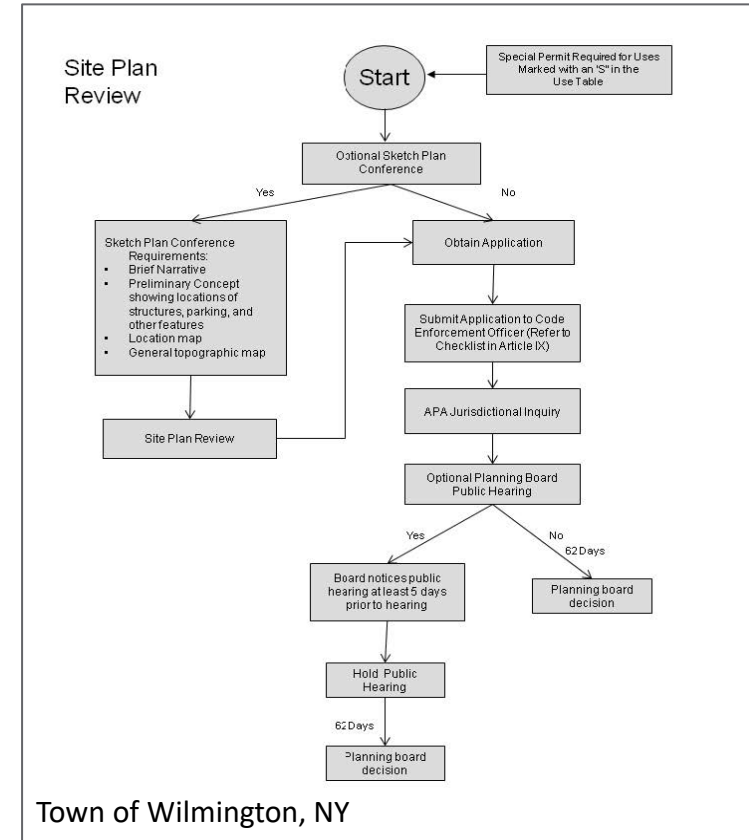 Site Plan
Review
Start
Special Permit Required for Uses
Marked with an "S" in the
Use Table
Optional Sketch Plan
Conference
Yes
No
Sketch Plan Conference
Requirements:
▪ Brief Narrative
▪ Preliminary Concept
showing locations of
structures, parking, and
other features
▪ Location map
▪ General topographic map
Obtain Application
Submit Application to Code
Enforcement Officer (Refer to
Checklist in Article IX)
APA Jurisdictional Inquiry
Site Plan Review
Optional Planning Board
Public Hearing
Yes
No
62 Days
Board notices public
hearing at least 5 days
prior to hearing
Planning board
decision
Hold Public
Hearing
62 Days
Planning board
decision
Town of Wilmington, NY